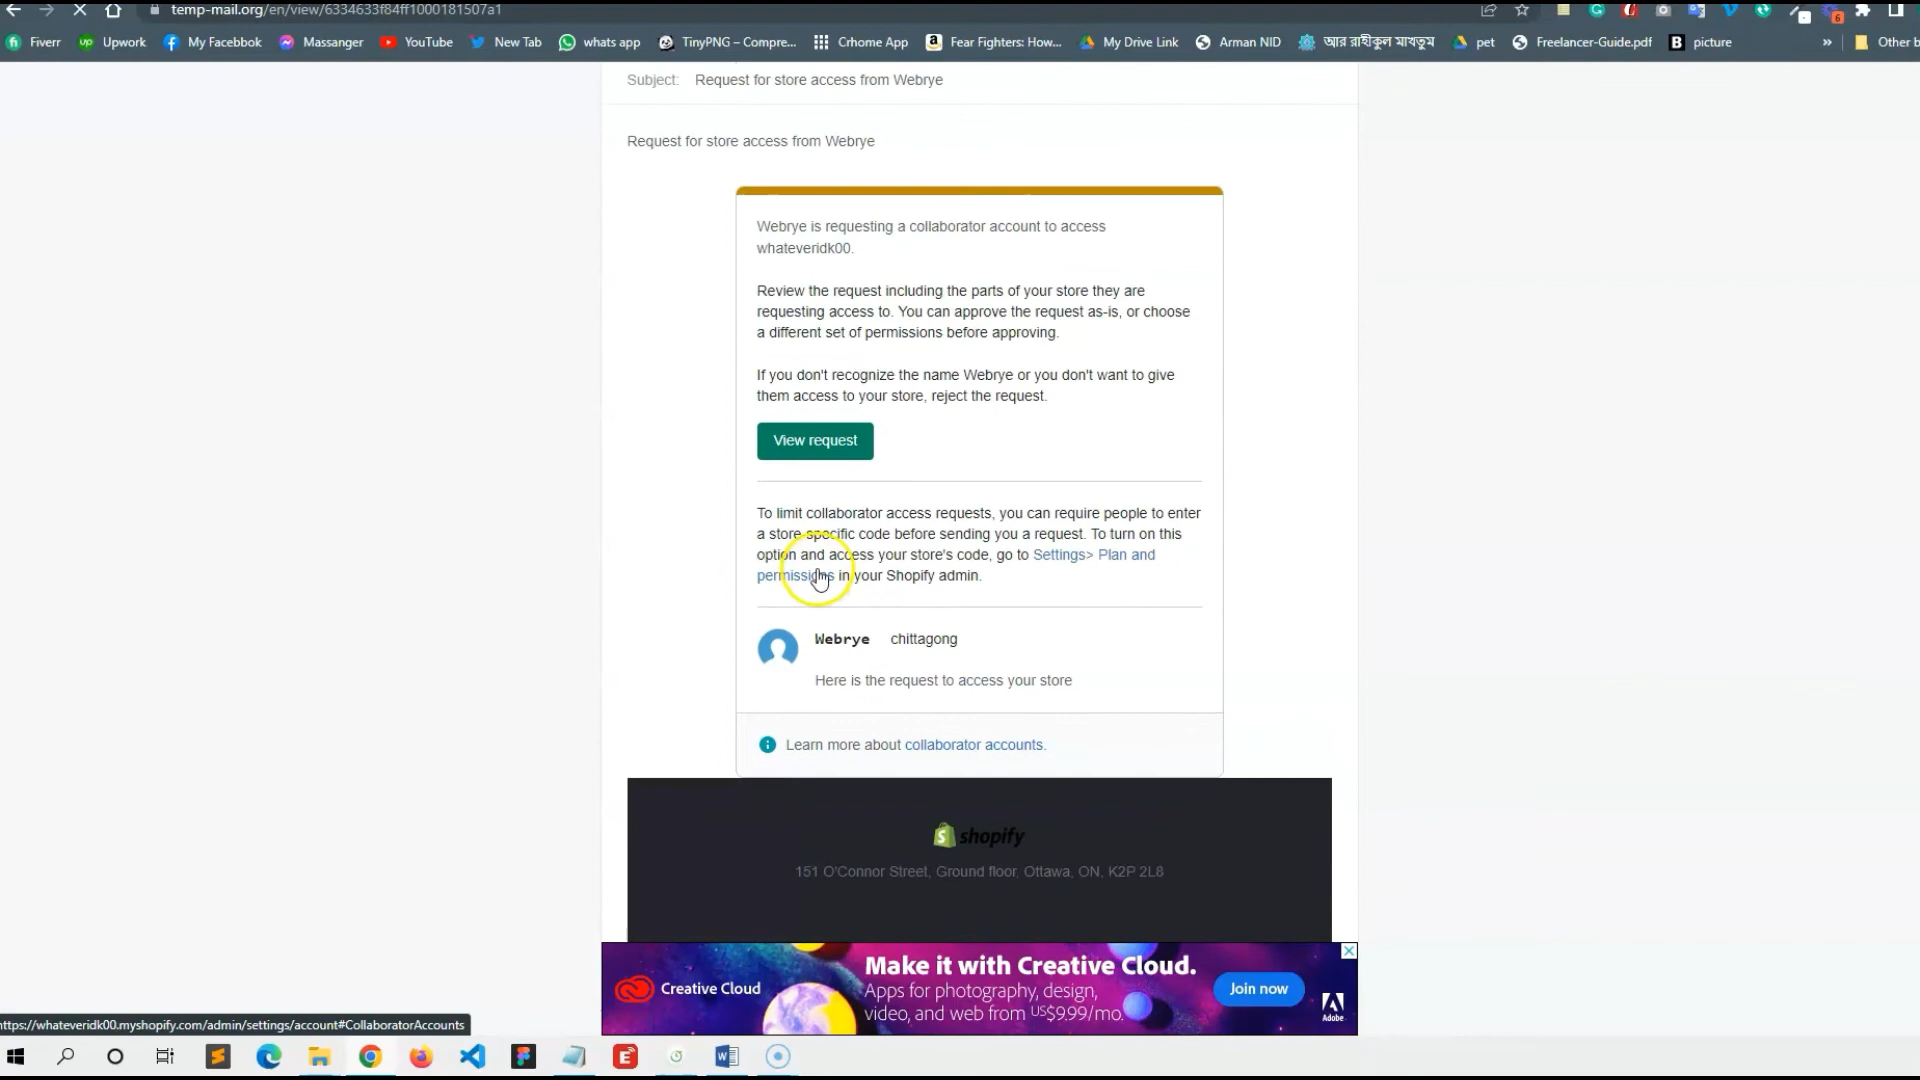 temp-mail.org/en/view/6334633f84ff1000181507a1
6
Fiverr Upwork My Facebbok Massanger YouTube New Tab whats app TinyPNG – Compre... Crhome App Fear Fighters: How... My Drive Link Arman NID আর রাহীকুল মাখতুম pet Freelancer-Guide.pdf picture » Other b
Subject: Request for store access from Webrye
Request for store access from Webrye
Webrye is requesting a collaborator account to access
whateveridk00.
Review the request including the parts of your store they are
requesting access to. You can approve the request as-is, or choose
a different set of permissions before approving.
If you don't recognize the name Webrye or you don't want to give
them access to your store, reject the request.
View request
To limit collaborator access requests, you can require people to enter
a store-specific code before sending you a request. To turn on this
option and access your store's code, go to Settings> Plan and
permissions in your Shopify admin.
Webrye chittagong
Here is the request to access your store
Learn more about collaborator accounts.
shopify
151 O'Connor Street, Ground floor, Ottawa, ON, K2P 2L8
Make it with Creative Cloud.
Creative Cloud
Apps for photography, design,
video, and web from US$9.99/mo.
Join now
Adobe
https://whateveridk00.myshopify.com/admin/settings/account#CollaboratorAccounts